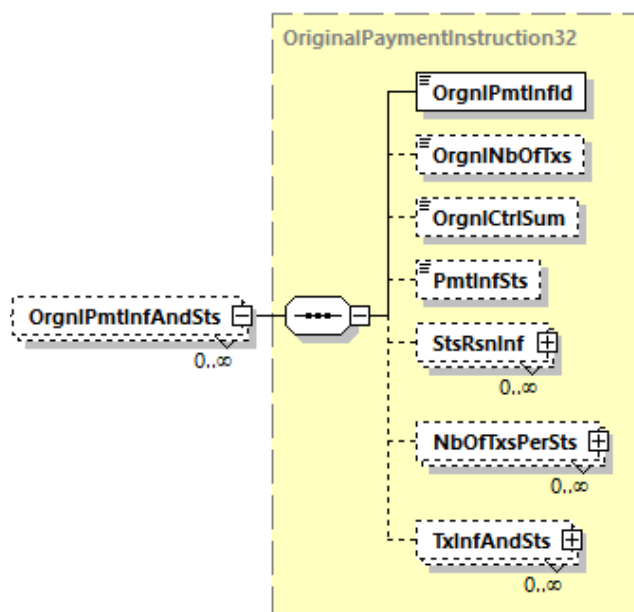 OriginalPaymentInstruction32
OrgnlPmtInfId
OrgnlNbOfTxs
OrgnlCtrlSum
PmtInfSts
OrgnlPmtInfAndSts
0..∞
StsRsnInf
0..∞
NbOfTxsPerSts
0..∞
TxInfAndSts
0..∞